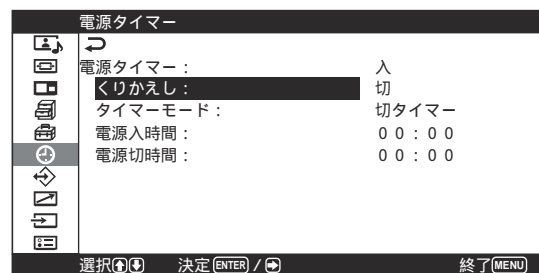 電源タイマー
電源タイマー： 入
くりかえし： 切
タイマーモード： 切タイマー
電源入時間： ００：００
電源切時間： ００：００
選択 決定 ENTER / 終了 MENU